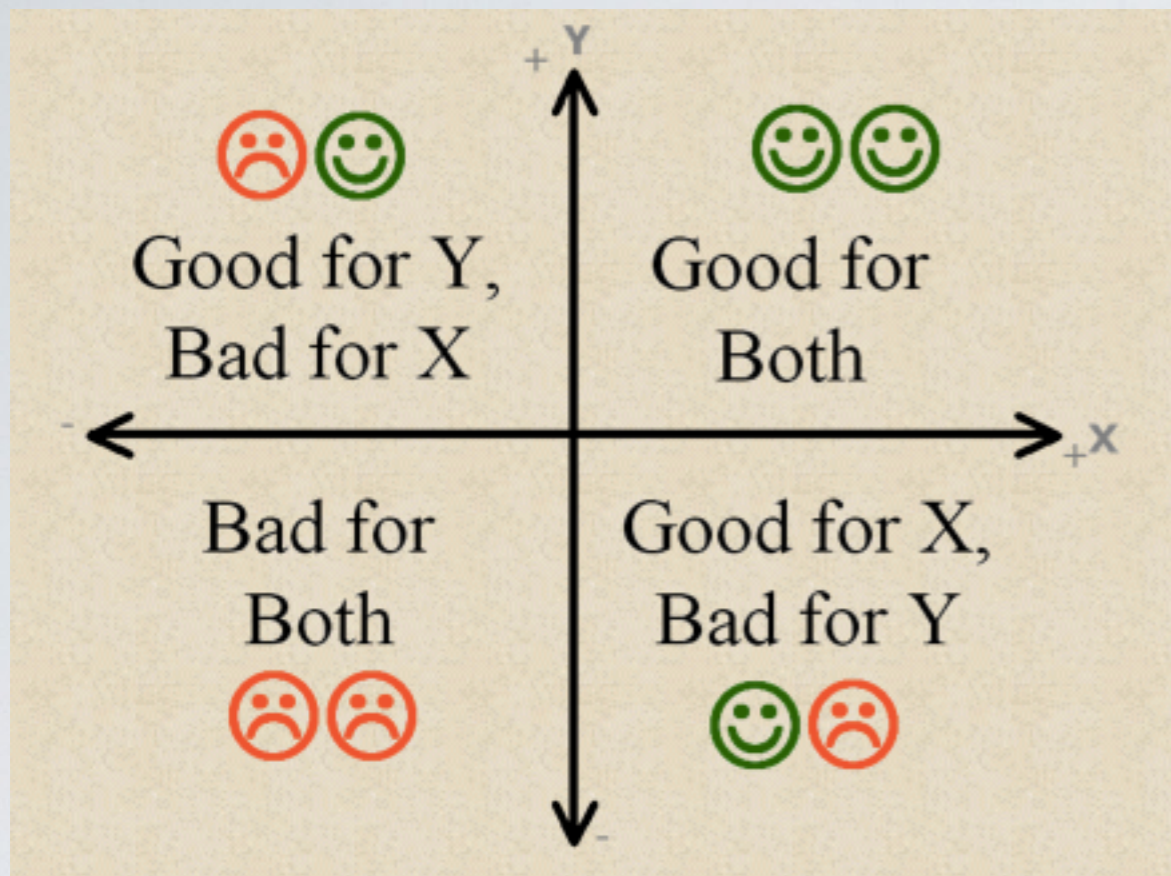 + Y
Good for Y,
Bad for X
Good for
Both
-
+ X
Bad for
Both
Good for X,
Bad for Y
-